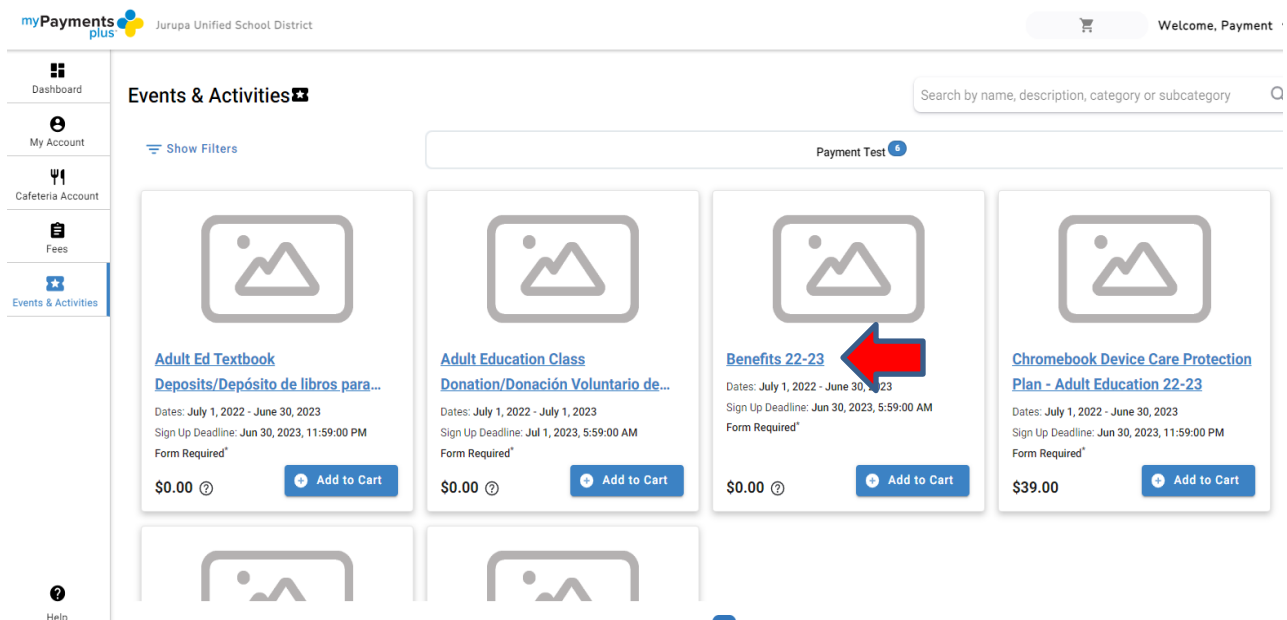 myPayments plus Jurupa Unified School District
Welcome, Payment
Dashboard
My Account
Cafeteria Account
Fees
Events & Activities
Help
Events & Activities
Search by name, description, category or subcategory
Show Filters
Payment Test 6
Adult Ed Textbook
Deposits/Depósito de libros para...
Dates: July 1, 2022 - June 30, 2023
Sign Up Deadline: Jun 30, 2023, 11:59:00 PM
Form Required*
$0.00 ?
Add to Cart
Adult Education Class
Donation/Donación Voluntario de...
Dates: July 1, 2022 - July 1, 2023
Sign Up Deadline: Jul 1, 2023, 5:59:00 AM
Form Required*
$0.00 ?
Add to Cart
Benefits 22-23
Dates: July 1, 2022 - June 30, 2023
Sign Up Deadline: Jun 30, 2023, 5:59:00 AM
Form Required*
$0.00 ?
Add to Cart
Chromebook Device Care Protection
Plan - Adult Education 22-23
Dates: July 1, 2022 - June 30, 2023
Sign Up Deadline: Jun 30, 2023, 11:59:00 PM
Form Required*
$39.00
Add to Cart